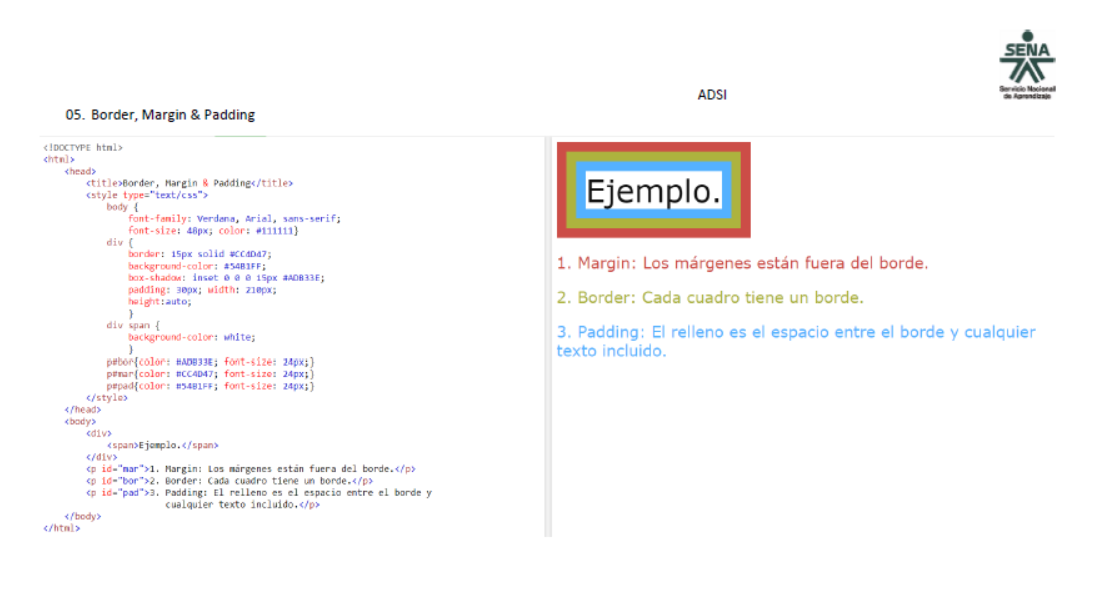 SENA
Servicio Nacional
de Aprendizaje
ADSI
05. Border, Margin & Padding
<!DOCTYPE html>
<html>
<head>
<title>Border, Margin & Padding</title>
<style type="text/css">
body {
font-family: Verdana, Arial, sans-serif;
font-size: 48px; color: #111111}
div {
border: 15px solid #CC4D47;
background-color: #54B1FF;
box-shadow: inset 0 0 0 15px #ADB33E;
padding: 30px; width: 210px;
height:auto;
}
div span {
background-color: white;
}
p#bor{color: #ADB33E; font-size: 24px;}
p#mar{color: #CC4D47; font-size: 24px;}
p#pad{color: #54B1FF; font-size: 24px;}
</style>
</head>
<body>
<div>
<span>Ejemplo.</span>
</div>
<p id="mar">1. Margin: Los márgenes están fuera del borde.</p>
<p id="bor">2. Border: Cada cuadro tiene un borde.</p>
<p id="pad">3. Padding: El relleno es el espacio entre el borde y
cualquier texto incluido.</p>
</body>
</html>
Ejemplo.
1. Margin: Los márgenes están fuera del borde.
2. Border: Cada cuadro tiene un borde.
3. Padding: El relleno es el espacio entre el borde y cualquier
texto incluido.